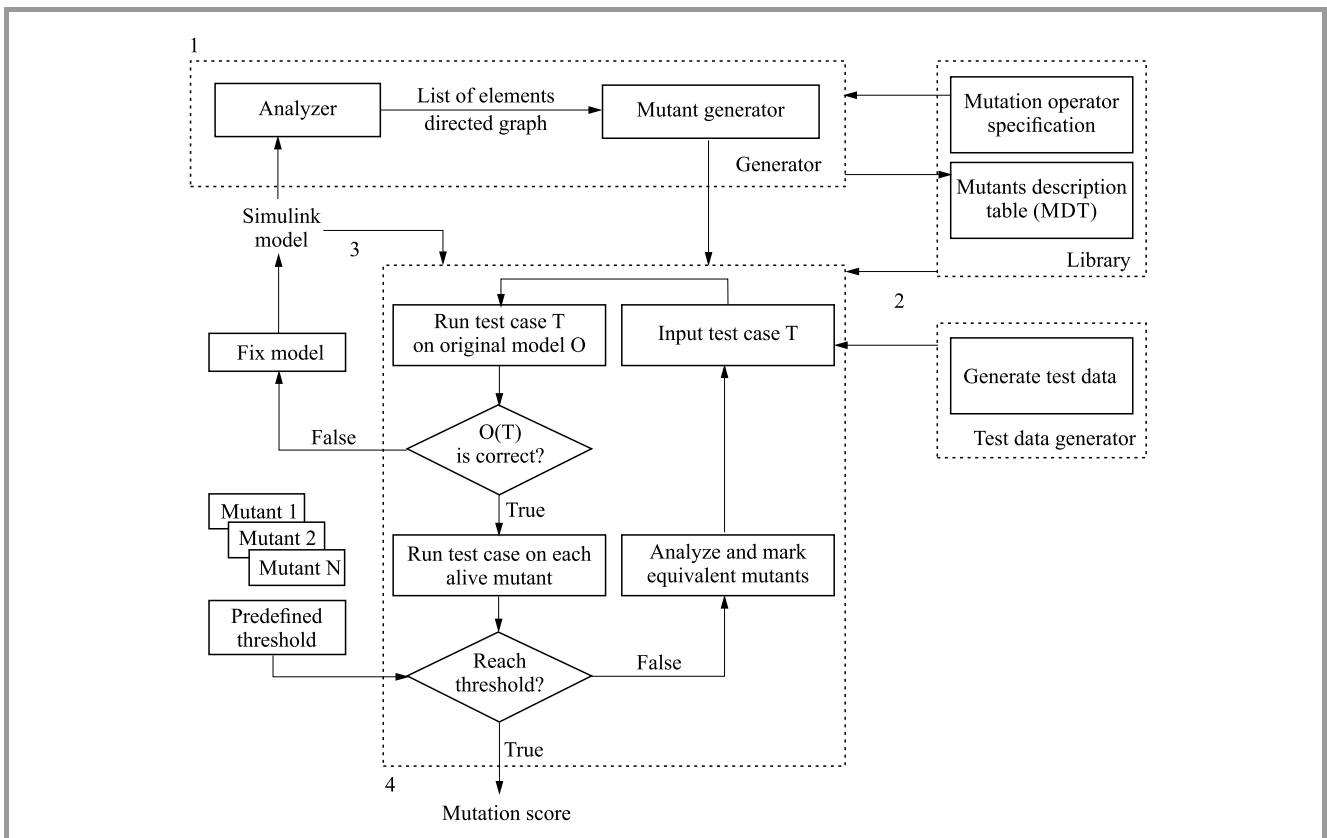 1
Analyzer
List of elements
directed graph
Mutant generator
Generator
Mutation operator
specification
Mutants description
table (MDT)
Library
Simulink
model
3
2
Run test case T
on original model O
Input test case T
Fix model
Generate test data
Test data generator
O(T)
is correct?
False
True
Mutant 1
Mutant 2
Mutant N
Run test case on each
alive mutant
Analyze and mark
equivalent mutants
Predefined
threshold
Reach
threshold?
False
True
4
Mutation score